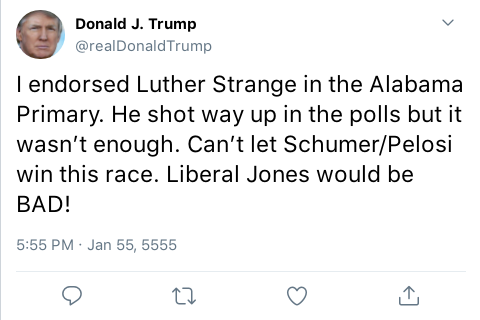 Donald J. Trump
@realDonaldTrump
I endorsed Luther Strange in the Alabama
Primary. He shot way up in the polls but it
wasn't enough. Can't let Schumer/Pelosi
win this race. Liberal Jones would be
BAD!
5:55 PM · Jan 55, 5555